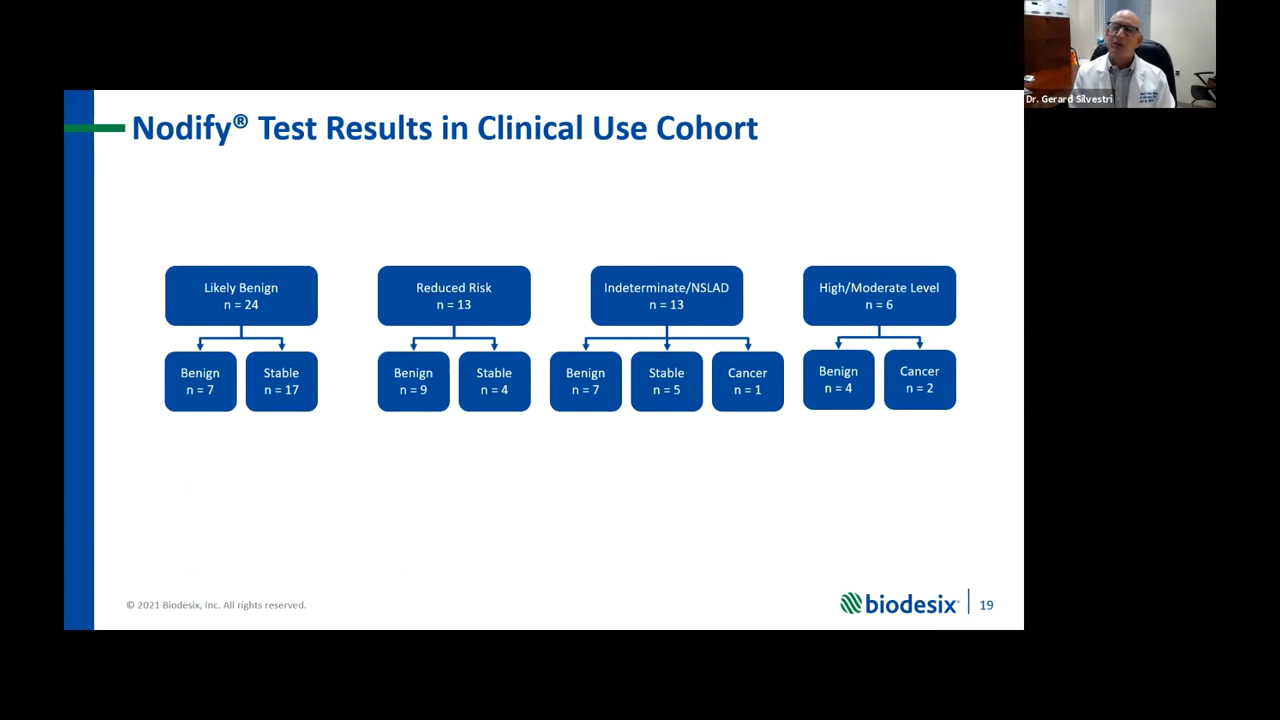 Dr. Gerard Silvestri
Nodify® Test Results in Clinical Use Cohort
Likely Benign
n = 24
Benign
n = 7
Stable
n = 17
Reduced Risk
n = 13
Benign
n = 9
Stable
n = 4
Indeterminate/NSLAD
n = 13
Benign
n = 7
Stable
n = 5
Cancer
n = 1
High/Moderate Level
n = 6
Benign
n = 4
Cancer
n = 2
© 2021 Biodesix, Inc. All rights reserved.
biodesix™
19